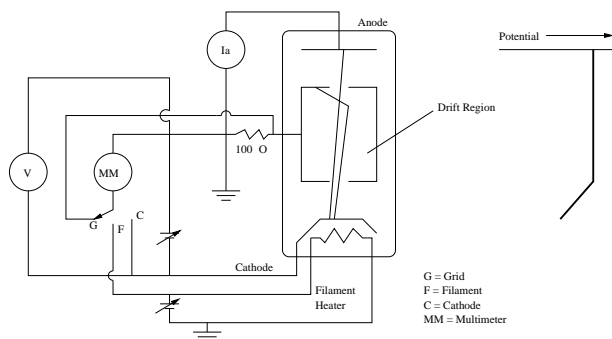 Anode
Ia
Potential
Drift Region
100 O
V
MM
G
F
C
Cathode
Filament
Heater
G = Grid
F = Filament
C = Cathode
MM = Multimeter